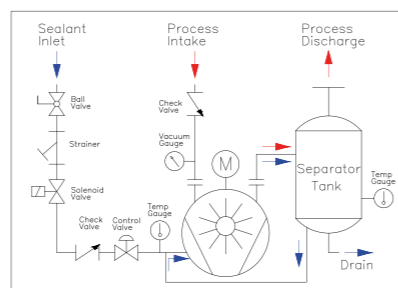 Sealant
Inlet
Process
Intake
Process
Discharge
Ball
Valve
Check
Valve
Strainer
Vacuum
Gauge
M
Separator
Tank
Temp
Gauge
Solenoid
Valve
Check
Valve
Control
Valve
Temp
Gauge
Drain